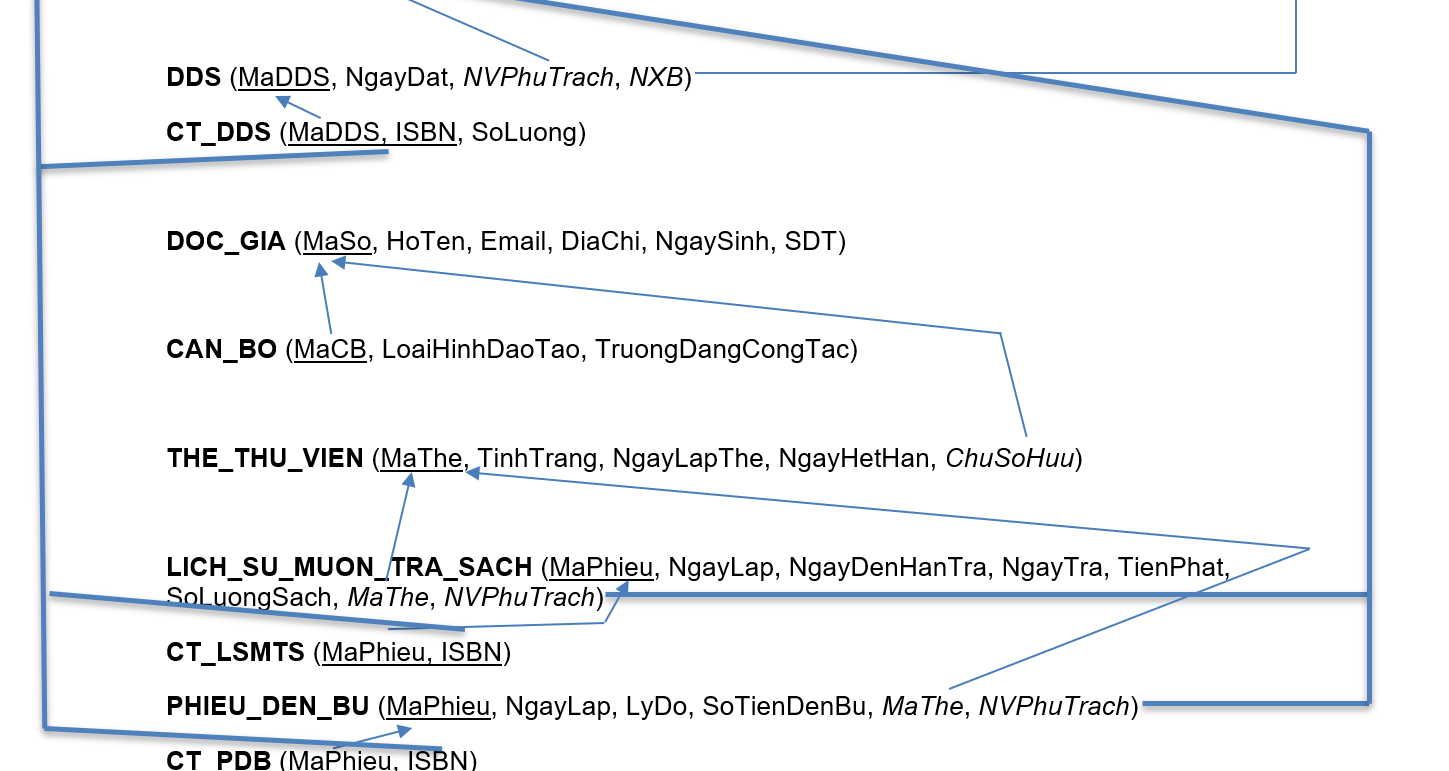 DDS (MaDDS, NgayDat, NVPhuTrach, NXB)
CT_DDS (MaDDS, ISBN, SoLuong)
DOC_GIA (MaSo, HoTen, Email, DiaChi, NgaySinh, SDT)
CAN_BO (MaCB, LoaiHinhDaoTao, TruongDangCongTac)
THE_THU_VIEN (MaThe, TinhTrang, NgayLapThe, NgayHetHan, ChuSoHuu)
LICH_SU_MUON_TRA_SACH (MaPhieu, NgayLap, NgayDenHanTra, NgayTra, TienPhat,
SoLuongSach, MaThe, NVPhuTrach)
CT_LSMTS (MaPhieu, ISBN)
PHIEU_DEN_BU (MaPhieu, NgayLap, LyDo, SoTienDenBu, MaThe, NVPhuTrach)
CT_PDB (MaPhieu, ISBN)